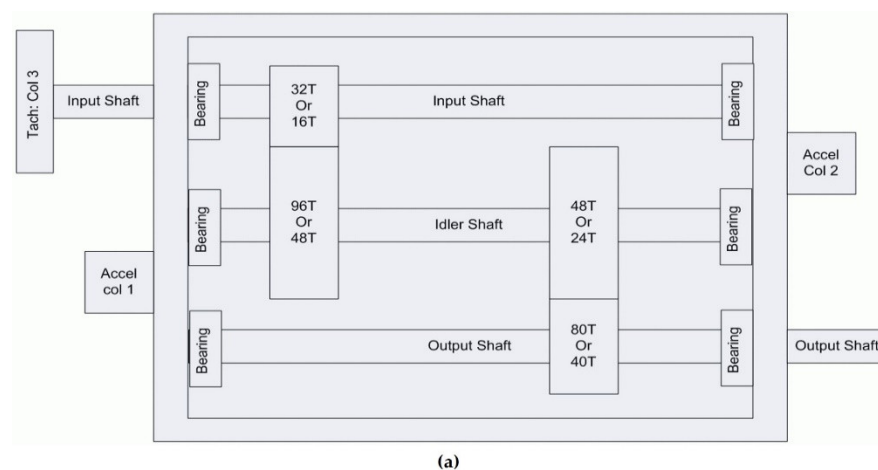 Tach: Col 3
Input Shaft
Bearing
32T
Or
16T
Input Shaft
Bearing
Accel
Col 2
Bearing
96T
Or
48T
Idler Shaft
48T
Or
24T
Bearing
Accel
col 1
Bearing
Output Shaft
80T
Or
40T
Bearing
Output Shaft
(a)